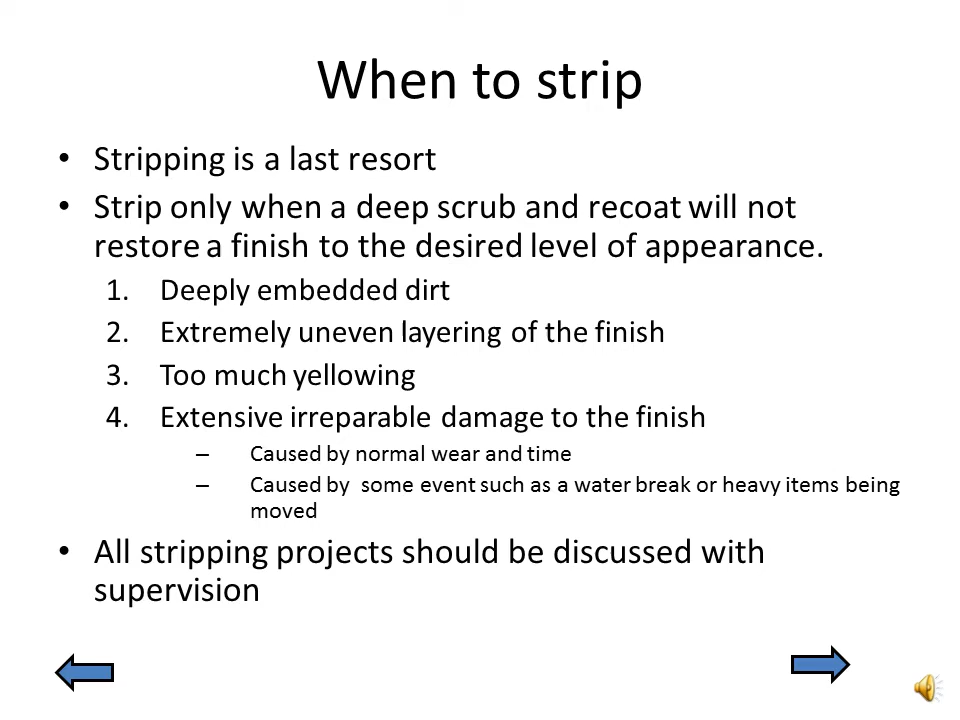 When to strip
• Stripping is a last resort
• Strip only when a deep scrub and recoat will not
restore a finish to the desired level of appearance.
1. Deeply embedded dirt
2. Extremely uneven layering of the finish
3. Too much yellowing
4. Extensive irreparable damage to the finish
– Caused by normal wear and time
– Caused by some event such as a water break or heavy items being
moved
• All stripping projects should be discussed with
supervision